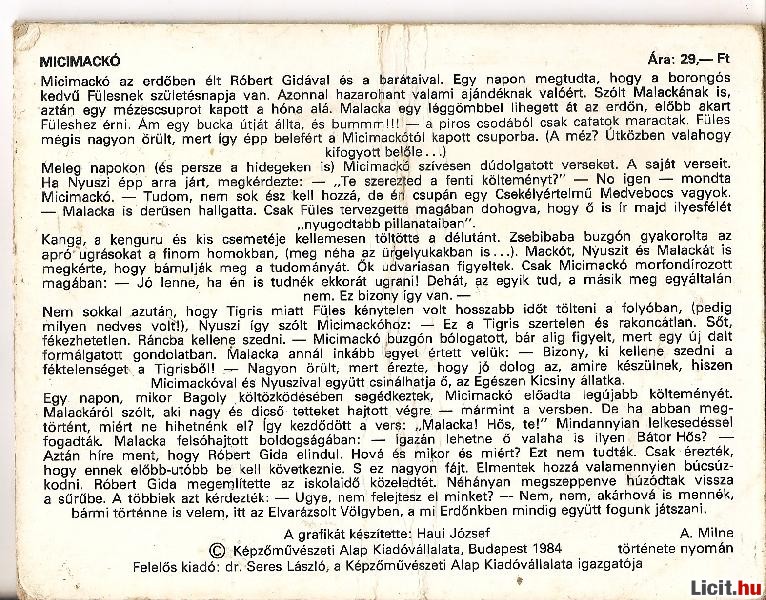 MICIMACKÓ Ára: 29,— Ft
Micimackó az erdőben élt Róbert Gidával és a barátaival. Egy napon megtudta, hogy a borongós
kedvű Fülesnek születésnapja van. Azonnal hazarohant valami ajándéknak valóért. Szólt Malackának is,
aztán egy mézescsuprot kapott a hóna alá. Malacka egy léggömbbel lihegett át az erdőn, előbb akart
Füleshez érni. Ám egy bucka útját állta, és bummr!!! — a piros csodából csak cafatok maractak. Füles
mégis nagyon örült, mert így épp belefért a Micimackótól kapott csuporba. (A méz? Útközben valahogy
kifogyott belőle...)
Meleg napokon (és persze a hidegeken is) Micimackó szívesen dúdolgatott verseket. A saját verseit.
Ha Nyuszi épp arra járt, megkérdezte: — „Te szerezted a fenti költeményt?” — No igen — mondta
Micimackó. — Tudom, nem sok ész kell hozzá, de én csupán egy Csekélyértelmű Medvebocs vagyok.
— Malacka is derűsen hallgatta. Csak Füles tervezgette magában dohogva, hogy ő is ír majd ilyesfélét
„nyugodtabb pillanataiban”.
Kanga, a kenguru és kis csemetéje kellemesen töltötte a délutánt. Zsebibaba buzgón gyakorolta az
apró ugrásokat a finom homokban, (meg néha az ürgelyukakban is...). Mackót, Nyuszit és Malackát is
megkérte, hogy bámulják meg a tudományát. Ők udvariasan figyeltek. Csak Micimackó morfondírozott
magában: — Jó lenne, ha én is tudnék ekkorát ugrani! Dehát, az egyik tud, a másik meg egyáltalán
nem. Ez bizony így van. —
Nem sokkal azután, hogy Tigris miatt Füles kénytelen volt hosszabb időt tölteni a folyóban, (pedig
milyen nedves volt!), Nyuszi így szólt Micimackóhoz: — Ez a Tigris szertelen és rakoncátlan. Sőt,
fékezhetetlen. Ráncba kellene szedni. — Micimackó buzgón bólogatott, bár alig figyelt, mert egy új dalt
formálgatott gondolatban. Malacka annál inkább egyet értett velük: — Bizony, ki kellene szedni a
féktelenséget a Tigrisből! — Nagyon örült, mert érezte, hogy jó dolog az, amire készülnek, hiszen
Micimackóval és Nyuszival együtt csinálhatja ő, az Egészen Kicsiny állatka.
Egy napon, mikor Bagoly költözködésében segédkeztek, Micimackó előadta legújabb költeményét.
Malackáról szólt, aki nagy és dicső tetteket hajtott végre — mármint a versben. De ha abban meg-
történt, miért ne hihetnénk el? Így kezdődött a vers: „Malacka! Hős, te!” Mindannyian lelkesedéssel
fogadták. Malacka felsóhajtott boldogságában: — Igazán lehetne ő valaha is ilyen Bátor Hős? —
Aztán híre ment, hogy Róbert Gida elindul. Hová és mikor és miért? Ezt nem tudták. Csak érezték,
hogy ennek előbb-utóbb be kell következnie. S ez nagyon fájt. Elmentek hozzá valamennyien búcsúz-
kodni. Róbert Gida megemlítette az iskolaidő közeledtét. Néhányan megszeppenve húzódtak vissza
a sűrűbe. A többiek azt kérdezték: — Ugye, nem felejtesz el minket? — Nem, nem, akárhová is mennék,
bármi történne is velem, itt az Elvarázsolt Völgyben, a mi Erdőnkben mindig együtt fogunk játszani.
A grafikát készítette: Haui József A. Milne
© Képzőművészeti Alap Kiadóvállalata, Budapest 1984 története nyomán
Felelős kiadó: dr. Seres László, a Képzőművészeti Alap Kiadóvállalata igazgatója
Licit.hu